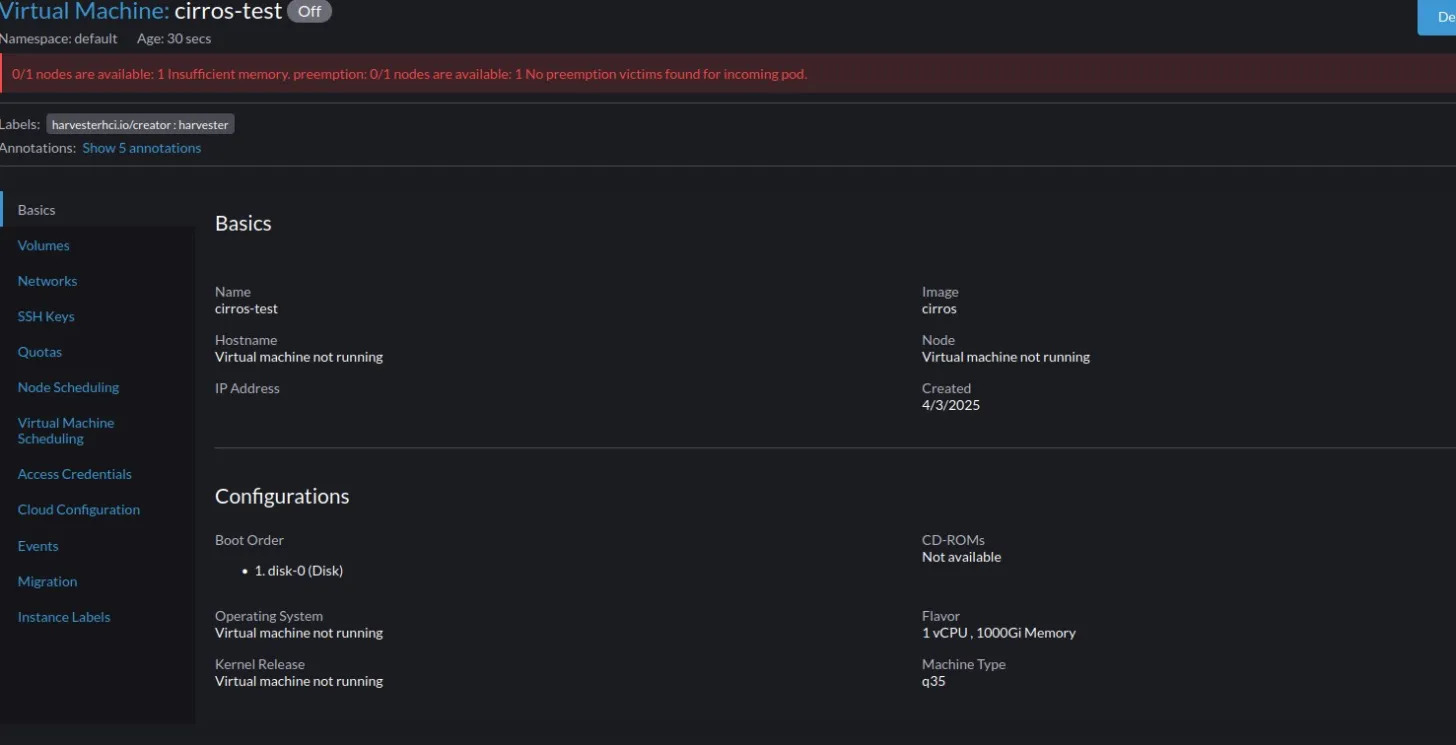 Virtual Machine: cirros-test Off
De
Namespace: default Age: 30 secs
0/1 nodes are available: 1 Insufficient memory. preemption: 0/1 nodes are available: 1 No preemption victims found for incoming pod.
Labels: harvesterhci.io/creator : harvester
Annotations: Show 5 annotations
Basics
Volumes
Networks
SSH Keys
Quotas
Node Scheduling
Virtual Machine
Scheduling
Access Credentials
Cloud Configuration
Events
Migration
Instance Labels
Basics
Name
cirros-test
Image
cirros
Hostname
Virtual machine not running
Node
Virtual machine not running
IP Address
Created
4/3/2025
Configurations
Boot Order
• 1. disk-0 (Disk)
CD-ROMs
Not available
Operating System
Virtual machine not running
Flavor
1 vCPU , 1000Gi Memory
Kernel Release
Virtual machine not running
Machine Type
q35